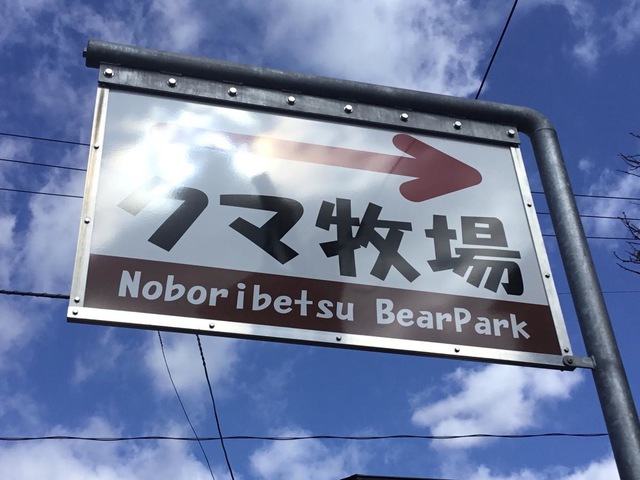 クマ牧場
Noboribetsu BearPark